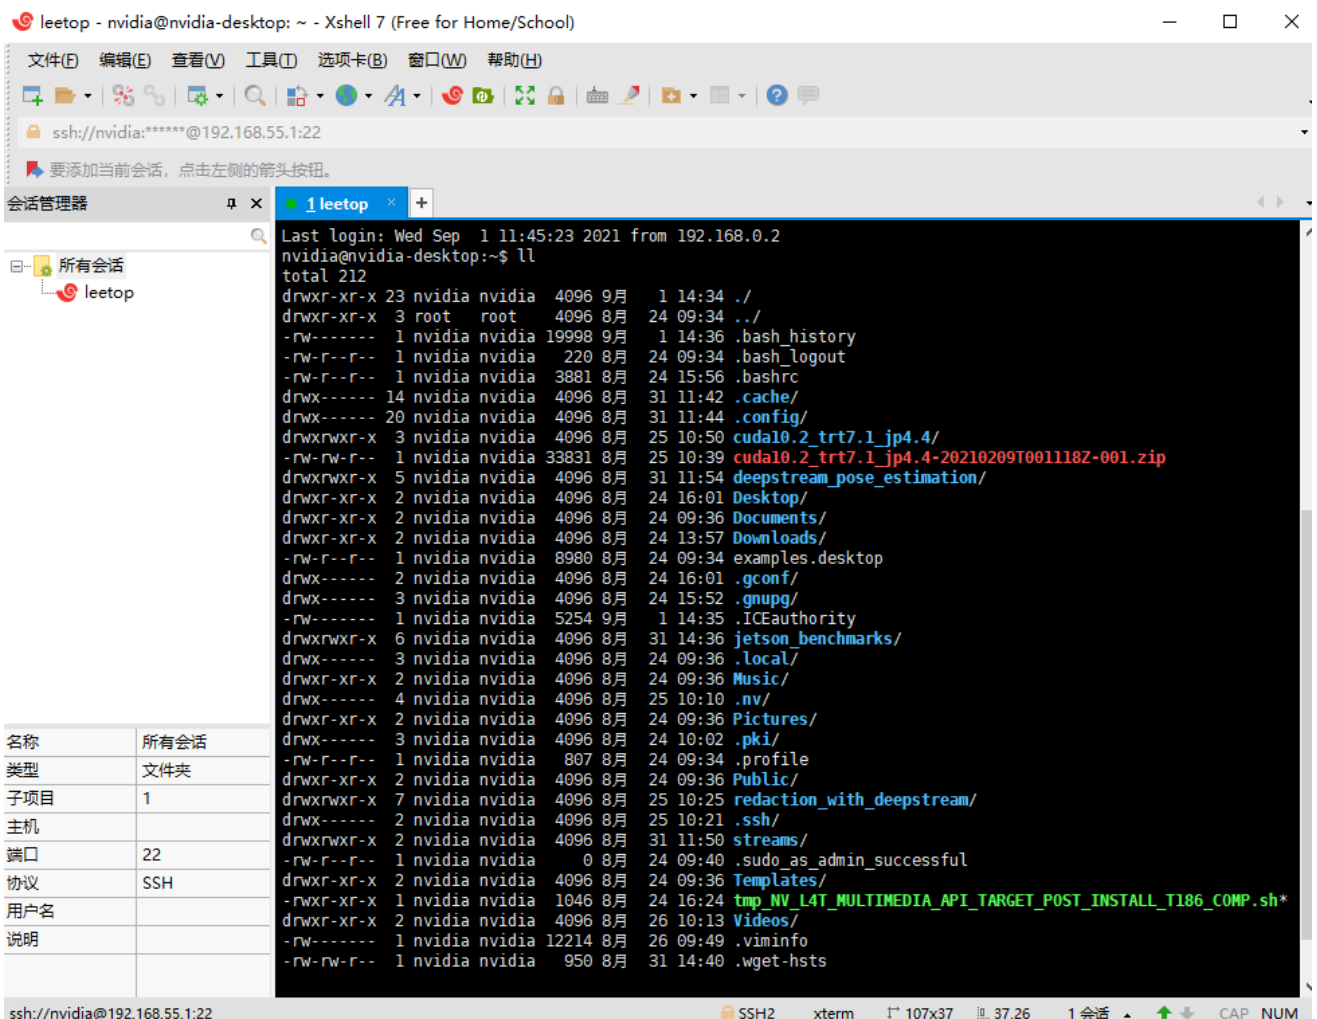 leetop - nvidia@nvidia-desktop: ~ - Xshell 7 (Free for Home/School)
文件(F) 编辑(E) 查看(V) 工具(T) 选项卡(B) 窗口(W) 帮助(H)
ssh://nvidia:******@192.168.55.1:22
要添加当前会话，点击左侧的箭头按钮。
会话管理器
1 leetop
所有会话
leetop
Last login: Wed Sep  1 11:45:23 2021 from 192.168.0.2
nvidia@nvidia-desktop:~$ ll
total 212
drwxr-xr-x 23 nvidia nvidia  4096 9月   1 14:34 ./
drwxr-xr-x  3 root   root    4096 8月  24 09:34 ../
-rw-------  1 nvidia nvidia 19998 9月   1 14:36 .bash_history
-rw-r--r--  1 nvidia nvidia   220 8月  24 09:34 .bash_logout
-rw-r--r--  1 nvidia nvidia  3881 8月  24 15:56 .bashrc
drwx------ 14 nvidia nvidia  4096 8月  31 11:42 .cache/
drwx------ 20 nvidia nvidia  4096 8月  31 11:44 .config/
drwxrwxr-x  3 nvidia nvidia  4096 8月  25 10:50 cuda10.2_trt7.1_jp4.4/
-rw-rw-r--  1 nvidia nvidia 33831 8月  25 10:39 cuda10.2_trt7.1_jp4.4-20210209T001118Z-001.zip
drwxrwxr-x  5 nvidia nvidia  4096 8月  31 11:54 deepstream_pose_estimation/
drwxr-xr-x  2 nvidia nvidia  4096 8月  24 16:01 Desktop/
drwxr-xr-x  2 nvidia nvidia  4096 8月  24 09:36 Documents/
drwxr-xr-x  2 nvidia nvidia  4096 8月  24 13:57 Downloads/
-rw-r--r--  1 nvidia nvidia  8980 8月  24 09:34 examples.desktop
drwx------  2 nvidia nvidia  4096 8月  24 16:01 .gconf/
drwx------  3 nvidia nvidia  4096 8月  24 15:52 .gnupg/
-rw-------  1 nvidia nvidia  5254 9月   1 14:35 .ICEauthority
drwxrwxr-x  6 nvidia nvidia  4096 8月  31 14:36 jetson_benchmarks/
drwx------  3 nvidia nvidia  4096 8月  24 09:36 .local/
drwxr-xr-x  2 nvidia nvidia  4096 8月  24 09:36 Music/
drwx------  4 nvidia nvidia  4096 8月  25 10:10 .nv/
drwxr-xr-x  2 nvidia nvidia  4096 8月  24 09:36 Pictures/
drwx------  3 nvidia nvidia  4096 8月  24 10:02 .pki/
-rw-r--r--  1 nvidia nvidia   807 8月  24 09:34 .profile
drwxr-xr-x  2 nvidia nvidia  4096 8月  24 09:36 Public/
drwxrwxr-x  7 nvidia nvidia  4096 8月  25 10:25 redaction_with_deepstream/
drwx------  2 nvidia nvidia  4096 8月  25 10:21 .ssh/
drwxrwxr-x  2 nvidia nvidia  4096 8月  31 11:50 streams/
-rw-r--r--  1 nvidia nvidia     0 8月  24 09:40 .sudo_as_admin_successful
drwxr-xr-x  2 nvidia nvidia  4096 8月  24 09:36 Templates/
-rwxr-xr-x  1 nvidia nvidia  1046 8月  24 16:24 tmp_NV_L4T_MULTIMEDIA_API_TARGET_POST_INSTALL_T186_COMP.sh*
drwxr-xr-x  2 nvidia nvidia  4096 8月  26 10:13 Videos/
-rw-------  1 nvidia nvidia 12214 8月  26 09:49 .viminfo
-rw-rw-r--  1 nvidia nvidia   950 8月  31 14:40 .wget-hsts
名称 所有会话
类型 文件夹
子项目 1
主机
端口 22
协议 SSH
用户名
说明
ssh://nvidia@192.168.55.1:22 SSH2 xterm 107x37 37,26 1 会话 CAP NUM